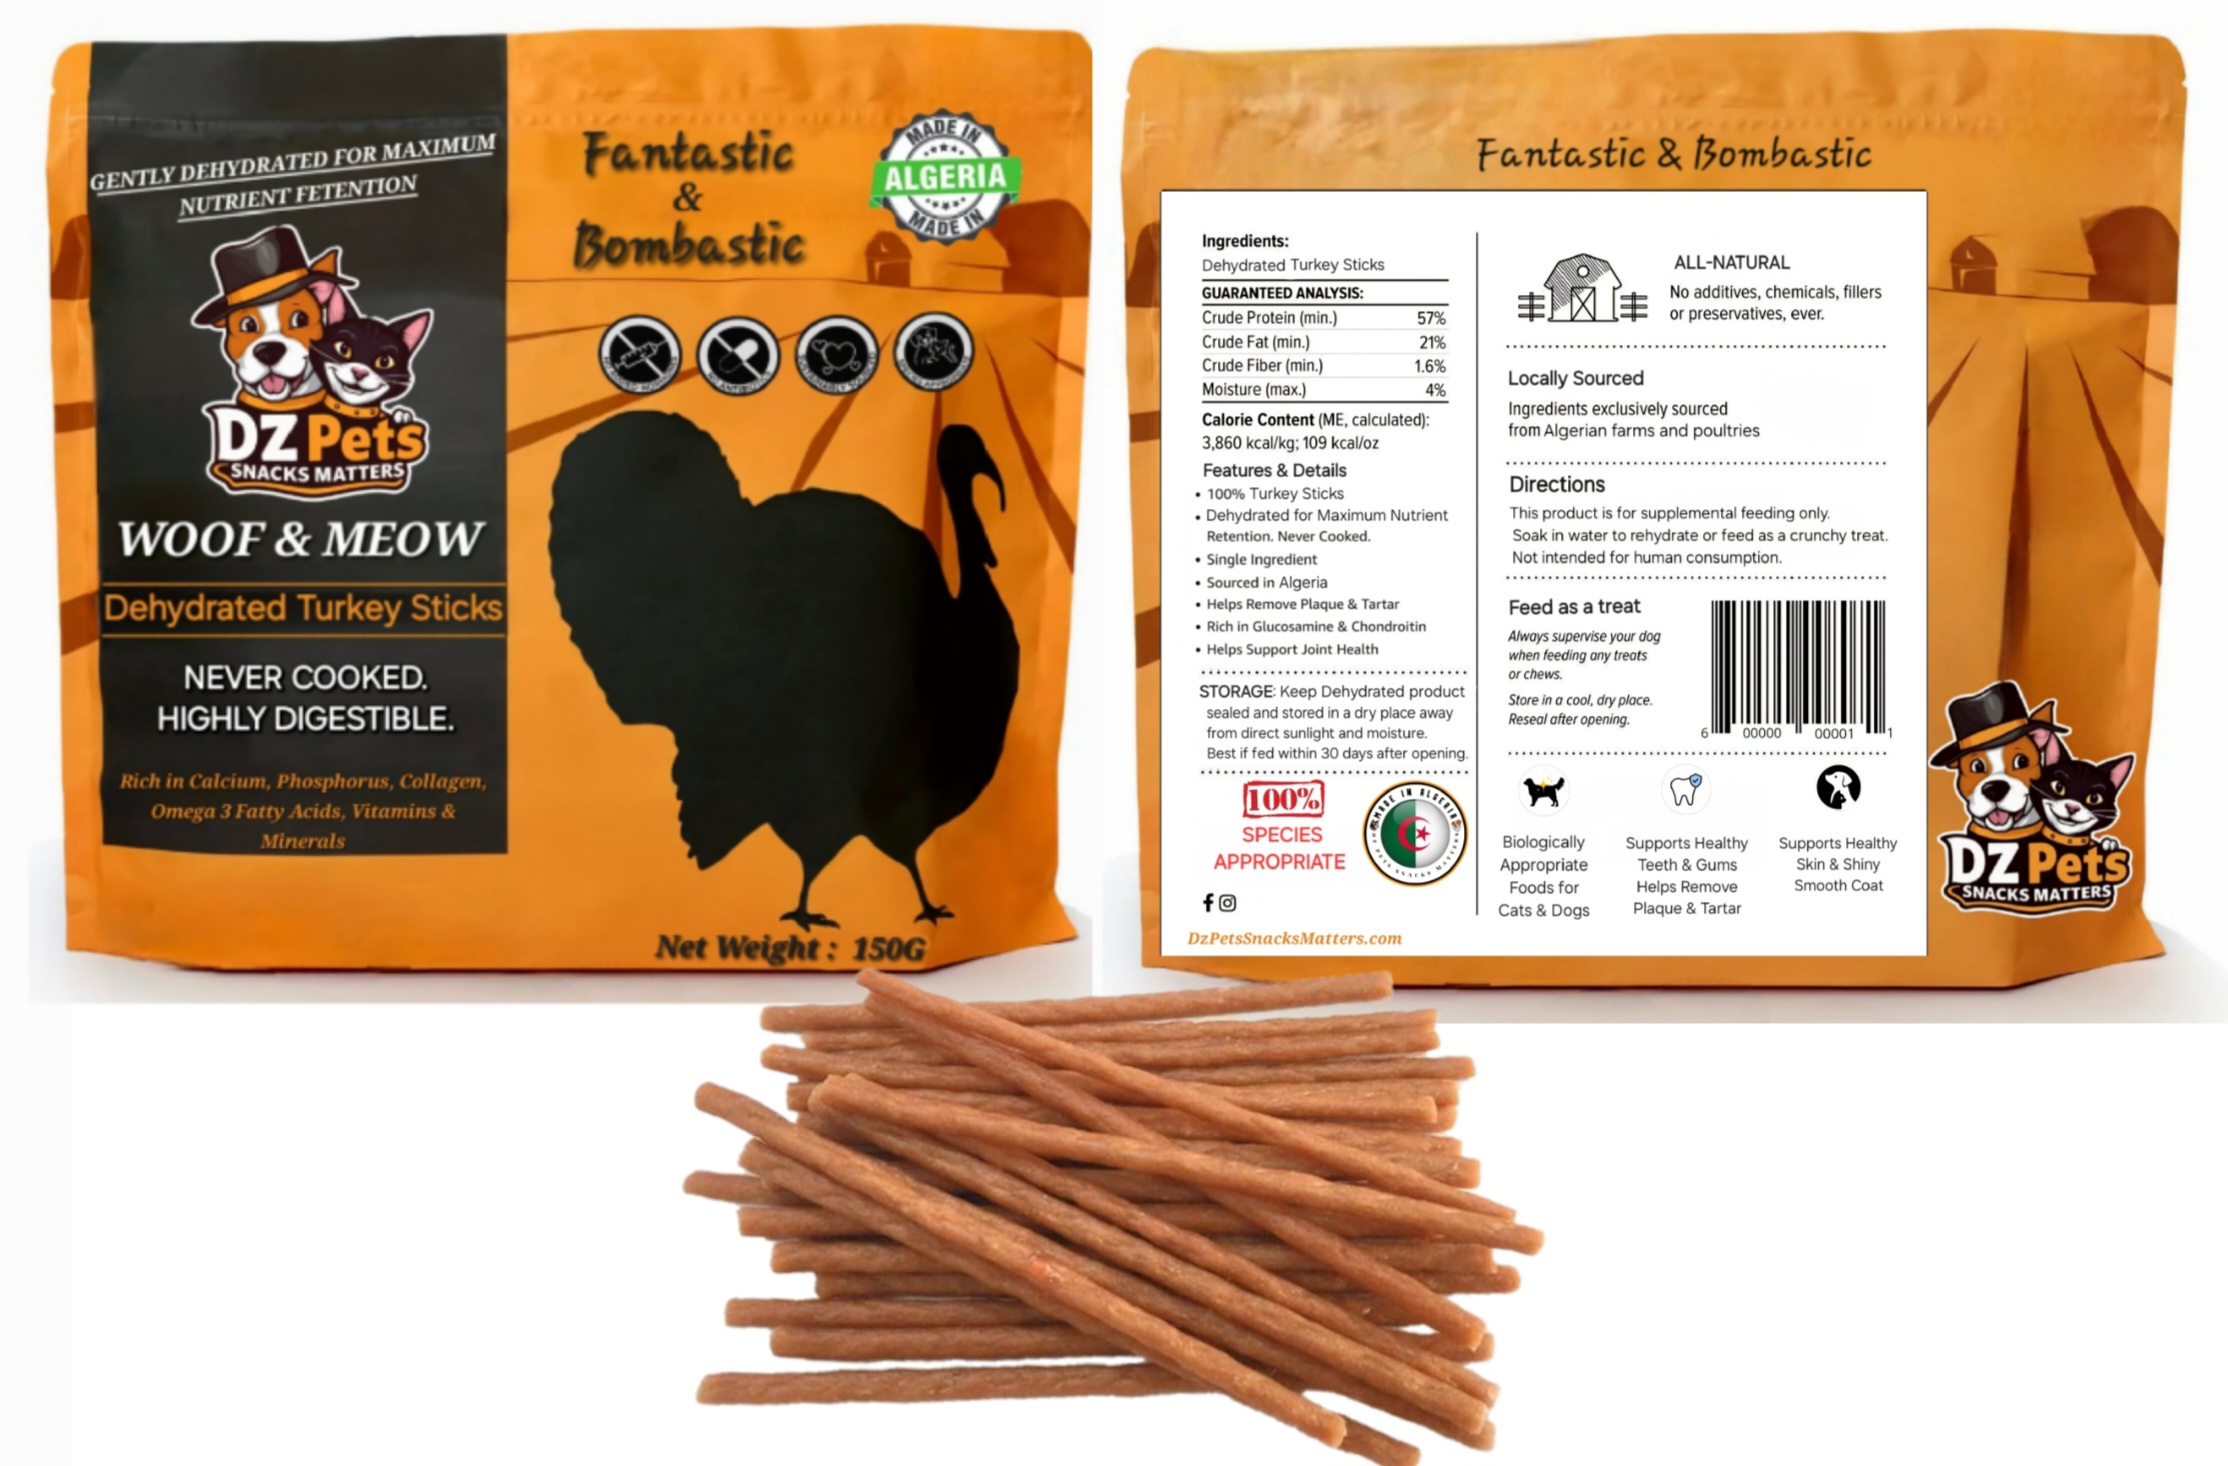 GENTLY DEHYDRATED FOR MAXIMUM
NUTRIENT FETENTION
DZ Pets
SNACKS MATTERS
WOOF & MEOW
Dehydrated Turkey Sticks
NEVER COOKED.
HIGHLY DIGESTIBLE.
Rich in Calcium, Phosphorus, Collagen,
Omega 3 Fatty Acids, Vitamins &
Minerals
Fantastic
&
Bombastic
MADE IN
ALGERIA
MADE IN
Net Weight : 150G
Fantastic & Bombastic
Ingredients:
Dehydrated Turkey Sticks
GUARANTEED ANALYSIS:
Crude Protein (min.) 57%
Crude Fat (min.) 21%
Crude Fiber (min.) 1.6%
Moisture (max.) 4%
Calorie Content (ME, calculated):
3,860 kcal/kg; 109 kcal/oz
Features & Details
• 100% Turkey Sticks
• Dehydrated for Maximum Nutrient
Retention. Never Cooked.
• Single Ingredient
• Sourced in Algeria
• Helps Remove Plaque & Tartar
• Rich in Glucosamine & Chondroitin
• Helps Support Joint Health
STORAGE: Keep Dehydrated product
sealed and stored in a dry place away
from direct sunlight and moisture.
Best if fed within 30 days after opening.
100%
SPECIES
APPROPRIATE
MADE IN ALGERIA
PETS SNACKS MATTERS
DzPetsSnacksMatters.com
ALL-NATURAL
No additives, chemicals, fillers
or preservatives, ever.
Locally Sourced
Ingredients exclusively sourced
from Algerian farms and poultries
Directions
This product is for supplemental feeding only.
Soak in water to rehydrate or feed as a crunchy treat.
Not intended for human consumption.
Feed as a treat
Always supervise your dog
when feeding any treats
or chews.
Store in a cool, dry place.
Reseal after opening.
6 00000 00001 1
Biologically
Appropriate
Foods for
Cats & Dogs
Supports Healthy
Teeth & Gums
Helps Remove
Plaque & Tartar
Supports Healthy
Skin & Shiny
Smooth Coat
DZ Pets
SNACKS MATTERS